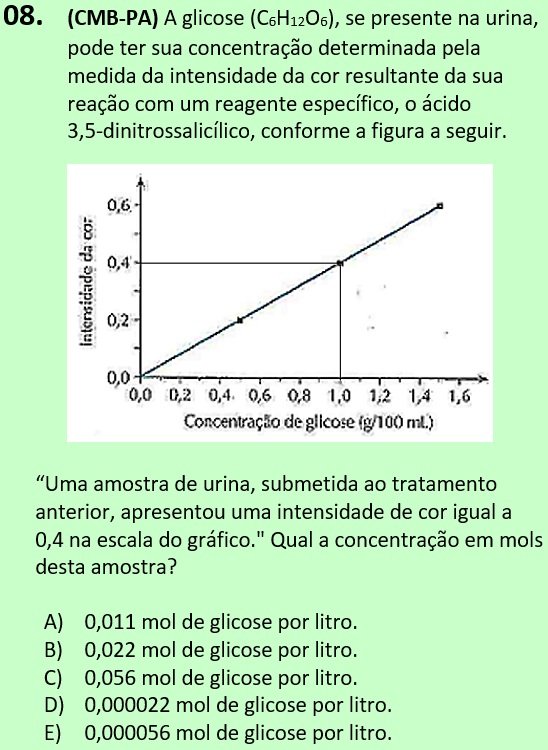 08. (CMB-PA) A glicose (C₆H₁₂O₆), se presente na urina,
pode ter sua concentração determinada pela
medida da intensidade da cor resultante da sua
reação com um reagente específico, o ácido
3,5-dinitrossalicílico, conforme a figura a seguir.
Intensidade da cor
0,6
0,4
0,2
0,0
0,0 0,2 0,4 0,6 0,8 1,0 1,2 1,4 1,6
Concentração de glicose (g/100 mL)
“Uma amostra de urina, submetida ao tratamento
anterior, apresentou uma intensidade de cor igual a
0,4 na escala do gráfico." Qual a concentração em mols
desta amostra?
A) 0,011 mol de glicose por litro.
B) 0,022 mol de glicose por litro.
C) 0,056 mol de glicose por litro.
D) 0,000022 mol de glicose por litro.
E) 0,000056 mol de glicose por litro.